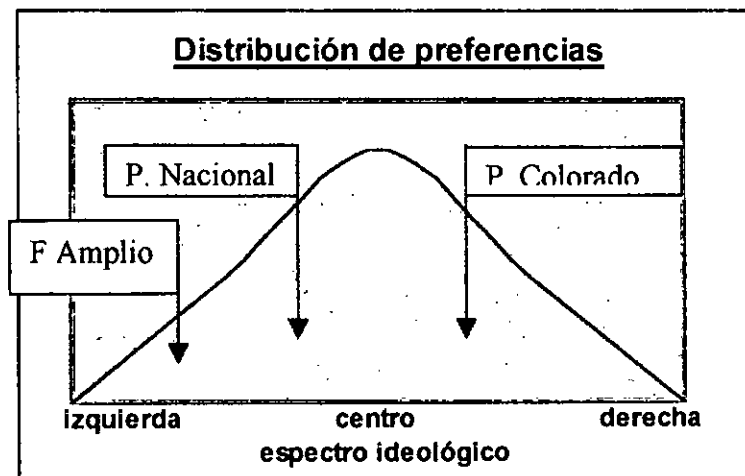 Distribución de preferencias
P. Nacional
P. Colorado
F Amplio
izquierda centro derecha
espectro ideológico